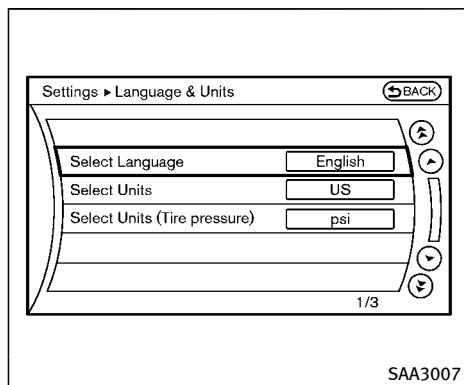 Settings ▸ Language & Units BACK
Select Language English
Select Units US
Select Units (Tire pressure) psi
1/3
SAA3007